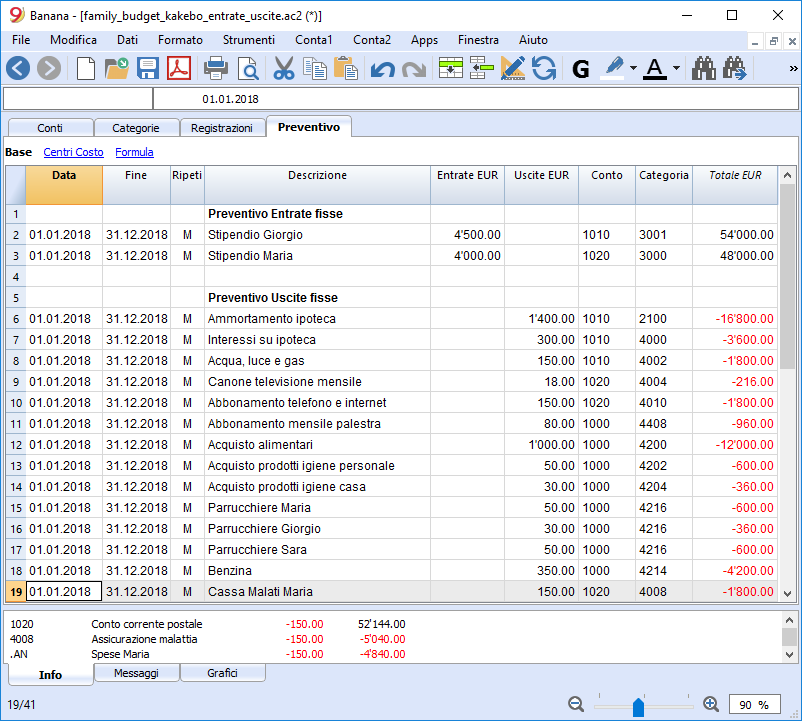 Banana - [family_budget_kakebo_entrate_uscite.ac2 (*)]
File Modifica Dati Formato Strumenti Conta1 Conta2 Apps Finestra Aiuto
G A »
01.01.2018
Conti Categorie Registrazioni Preventivo
Base Centri Costo Formula
Data Fine Ripeti Descrizione Entrate EUR Uscite EUR Conto Categoria Totale EUR
1 Preventivo Entrate fisse
2 01.01.2018 31.12.2018 M Stipendio Giorgio 4'500.00 1010 3001 54'000.00
3 01.01.2018 31.12.2018 M Stipendio Maria 4'000.00 1020 3000 48'000.00
4
5 Preventivo Uscite fisse
6 01.01.2018 31.12.2018 M Ammortamento ipoteca 1'400.00 1010 2100 -16'800.00
7 01.01.2018 31.12.2018 M Interessi su ipoteca 300.00 1010 4000 -3'600.00
8 01.01.2018 31.12.2018 M Acqua, luce e gas 150.00 1010 4002 -1'800.00
9 01.01.2018 31.12.2018 M Canone televisione mensile 18.00 1020 4004 -216.00
10 01.01.2018 31.12.2018 M Abbonamento telefono e internet 150.00 1020 4010 -1'800.00
11 01.01.2018 31.12.2018 M Abbonamento mensile palestra 80.00 1000 4408 -960.00
12 01.01.2018 31.12.2018 M Acquisto alimentari 1'000.00 1000 4200 -12'000.00
13 01.01.2018 31.12.2018 M Acquisto prodotti igiene personale 50.00 1000 4202 -600.00
14 01.01.2018 31.12.2018 M Acquisto prodotti igiene casa 30.00 1000 4204 -360.00
15 01.01.2018 31.12.2018 M Parrucchiere Maria 50.00 1000 4216 -600.00
16 01.01.2018 31.12.2018 M Parrucchiere Giorgio 30.00 1000 4216 -360.00
17 01.01.2018 31.12.2018 M Parrucchiere Sara 50.00 1000 4216 -600.00
18 01.01.2018 31.12.2018 M Benzina 350.00 1000 4214 -4'200.00
19 01.01.2018 31.12.2018 M Cassa Malati Maria 150.00 1020 4008 -1'800.00
1020 Conto corrente postale -150.00 52'144.00
4008 Assicurazione malattia -150.00 -5'040.00
.AN Spese Maria -150.00 -4'840.00
Info Messaggi Grafici
19/41 90 %